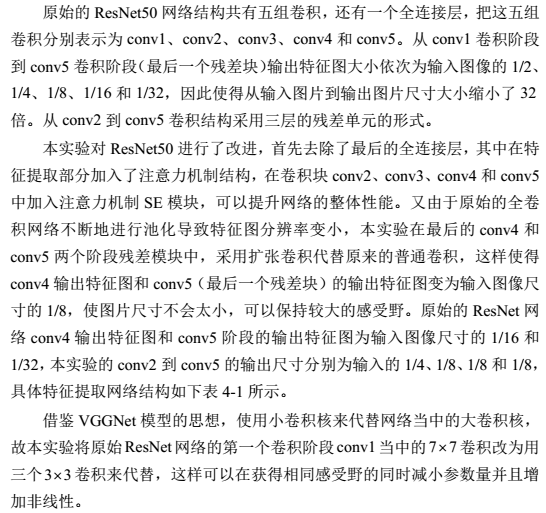 原始的 ResNet50 网络结构共有五组卷积，还有一个全连接层，把这五组
卷积分别表示为 conv1、conv2、conv3、conv4 和 conv5。从 conv1 卷积阶段
到 conv5 卷积阶段（最后一个残差块）输出特征图大小依次为输入图像的 1/2、
1/4、1/8、1/16 和 1/32，因此使得从输入图片到输出图片尺寸大小缩小了 32
倍。从 conv2 到 conv5 卷积结构采用三层的残差单元的形式。
本实验对 ResNet50 进行了改进，首先去除了最后的全连接层，其中在特
征提取部分加入了注意力机制结构，在卷积块 conv2、conv3、conv4 和 conv5
中加入注意力机制 SE 模块，可以提升网络的整体性能。又由于原始的全卷
积网络不断地进行池化导致特征图分辨率变小，本实验在最后的 conv4 和
conv5 两个阶段残差模块中，采用扩张卷积代替原来的普通卷积，这样使得
conv4 输出特征图和 conv5（最后一个残差块）的输出特征图变为输入图像尺
寸的 1/8，使图片尺寸不会太小，可以保持较大的感受野。原始的 ResNet 网
络 conv4 输出特征图和 conv5 阶段的输出特征图为输入图像尺寸的 1/16 和
1/32，本实验的 conv2 到 conv5 的输出尺寸分别为输入的 1/4、1/8、1/8 和 1/8，
具体特征提取网络结构如下表 4-1 所示。
借鉴 VGGNet 模型的思想，使用小卷积核来代替网络当中的大卷积核，
故本实验将原始 ResNet 网络的第一个卷积阶段 conv1 当中的 7×7 卷积改为用
三个 3×3 卷积来代替，这样可以在获得相同感受野的同时减小参数量并且增
加非线性。